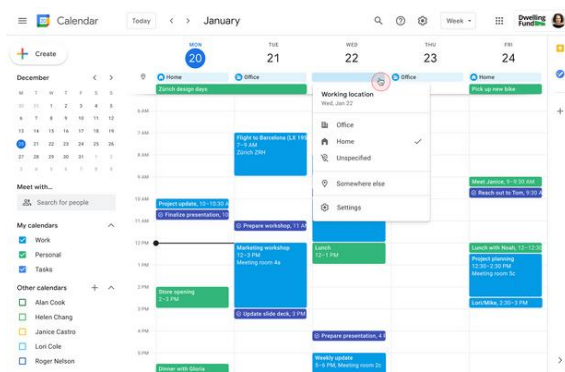 Calendar
Today
January
Week
Dwelling
Fund
Create
December
M T W T F S S
30 31 1 2 3 4 5
6 7 8 9 10 11 12
13 14 15 16 17 18 19
20 21 22 23 24 25 26
27 28 29 30 31 1 2
3 4 5 6 7 8 9
Meet with...
Search for people
My calendars
Work
Personal
Tasks
Other calendars
Alan Cook
Helen Chang
Janice Castro
Lori Cole
Roger Nelson
MON
20
TUE
21
WED
22
THU
23
FRI
24
Home
Office
Office
Home
Zürich design days
Pick up new bike
6 AM
7 AM
8 AM
10 AM
11 AM
12 PM
1 PM
2 PM
3 PM
4 PM
5 PM
Project update, 10–10:30 A
Finalize presentation, 10
Store opening
2–3 PM
Dinner with Gloria
Flight to Barcelona (LX 195
7–9 AM
Zürich ZRH
Prepare workshop, 11 AM
Marketing workshop
12–3 PM
Meeting room 4a
Update slide deck, 3 PM
Working location
Wed, Jan 22
Office
Home
Unspecified
Somewhere else
Settings
Lunch
12–1 PM
Prepare presentation, 4
Weekly update
5–6 PM, Meeting room 2c
Meet Janice, 9–9:30 AM
Reach out to Tom, 9:30 A
Lunch with Noah, 12–12:30
Project planning
12:30–2:30 PM
Meeting room 5c
Lori/Mike, 2:30–3 PM